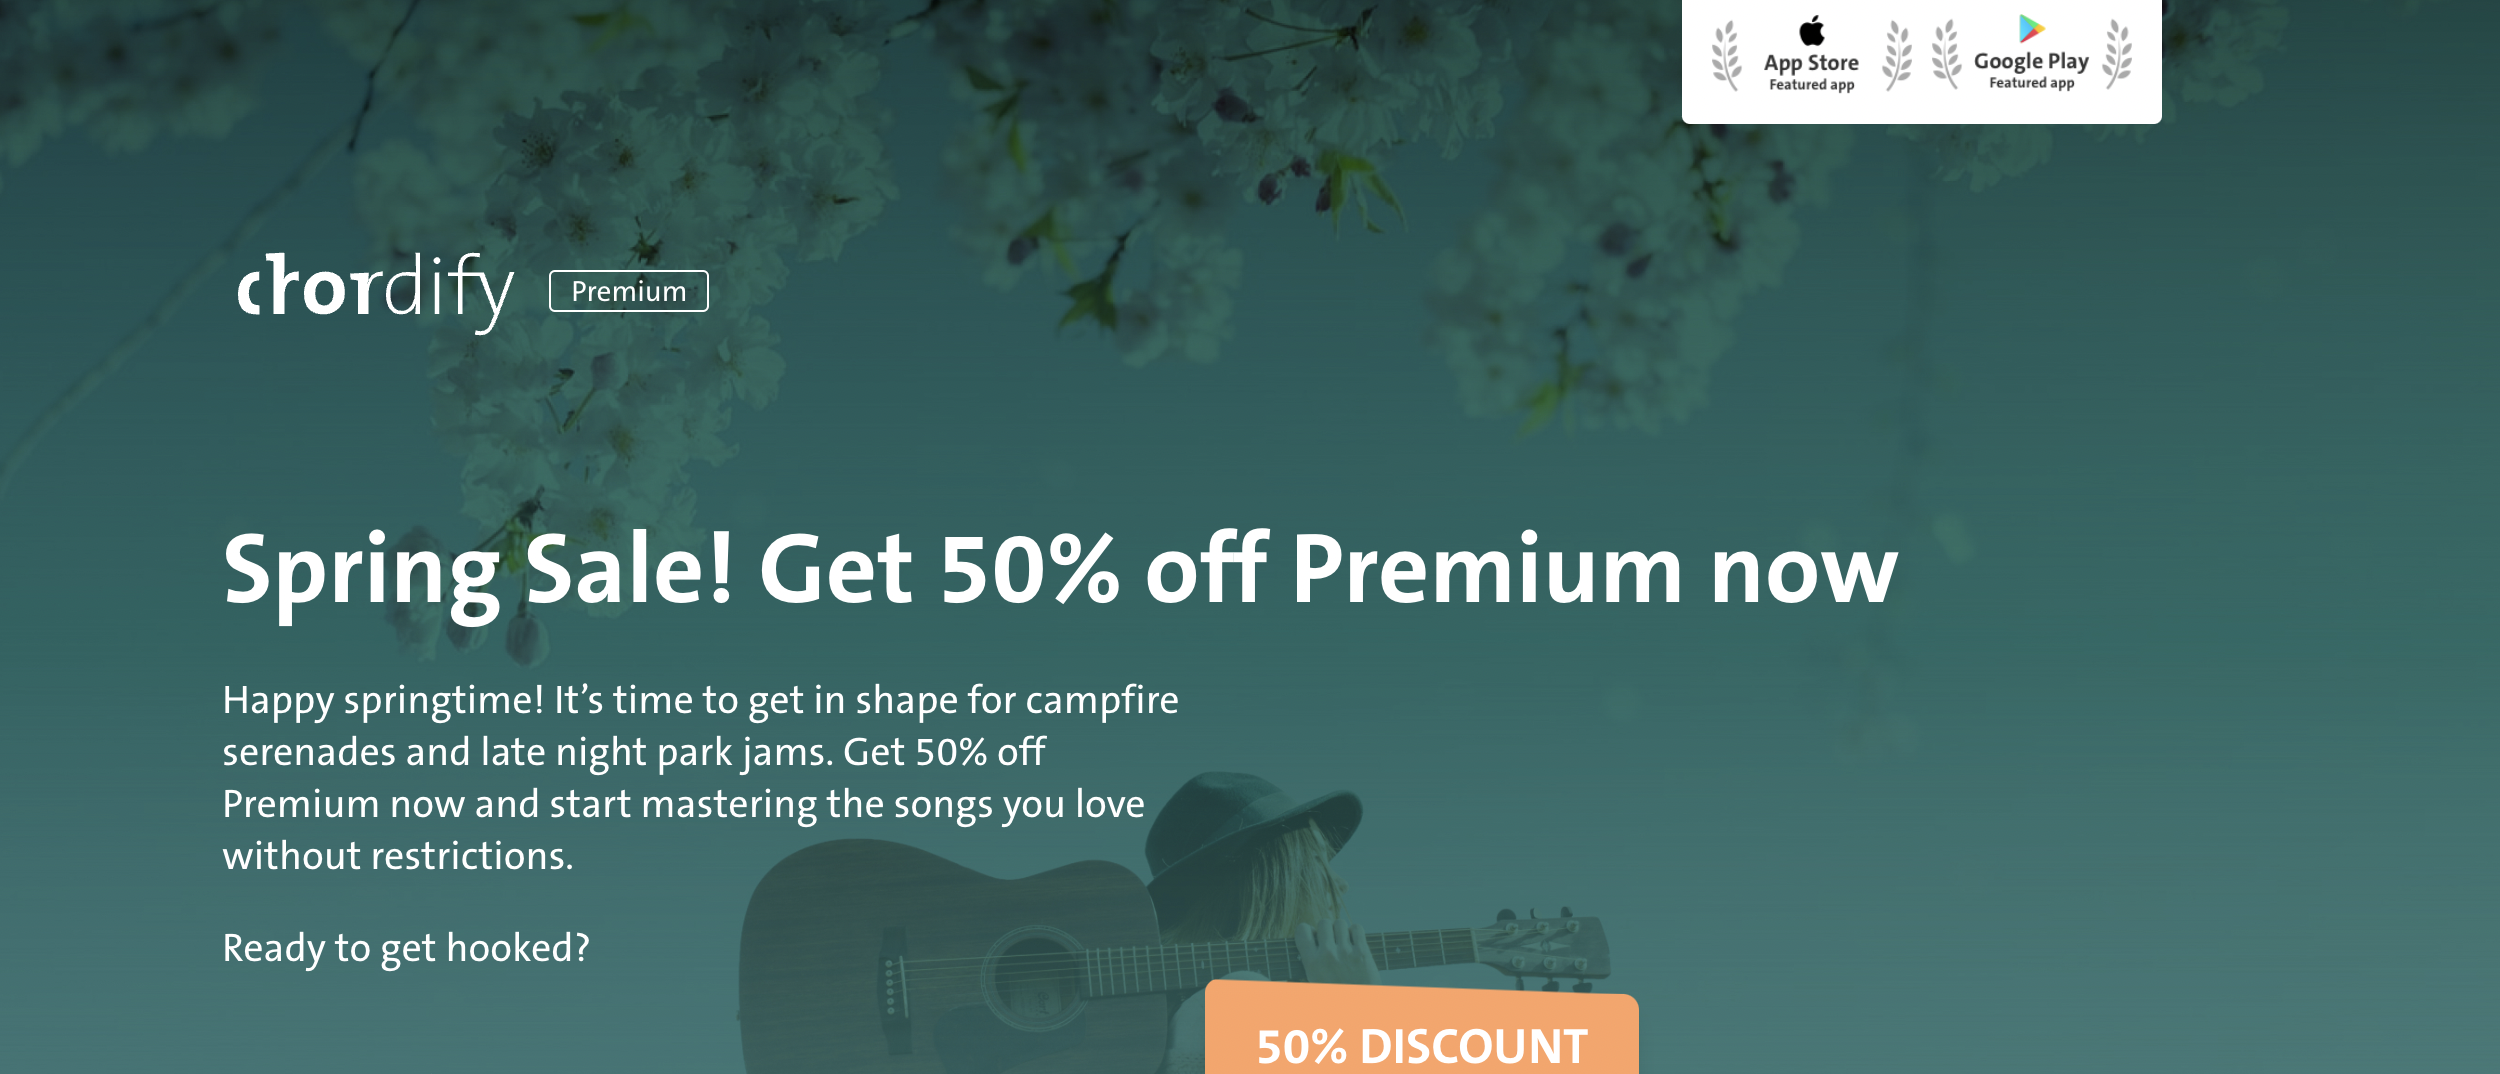 App Store
Featured app
Google Play
Featured app
chordify
Premium
Spring Sale! Get 50% off Premium now
Happy springtime! It’s time to get in shape for campfire
serenades and late night park jams. Get 50% off
Premium now and start mastering the songs you love
without restrictions.
Ready to get hooked?
50% DISCOUNT